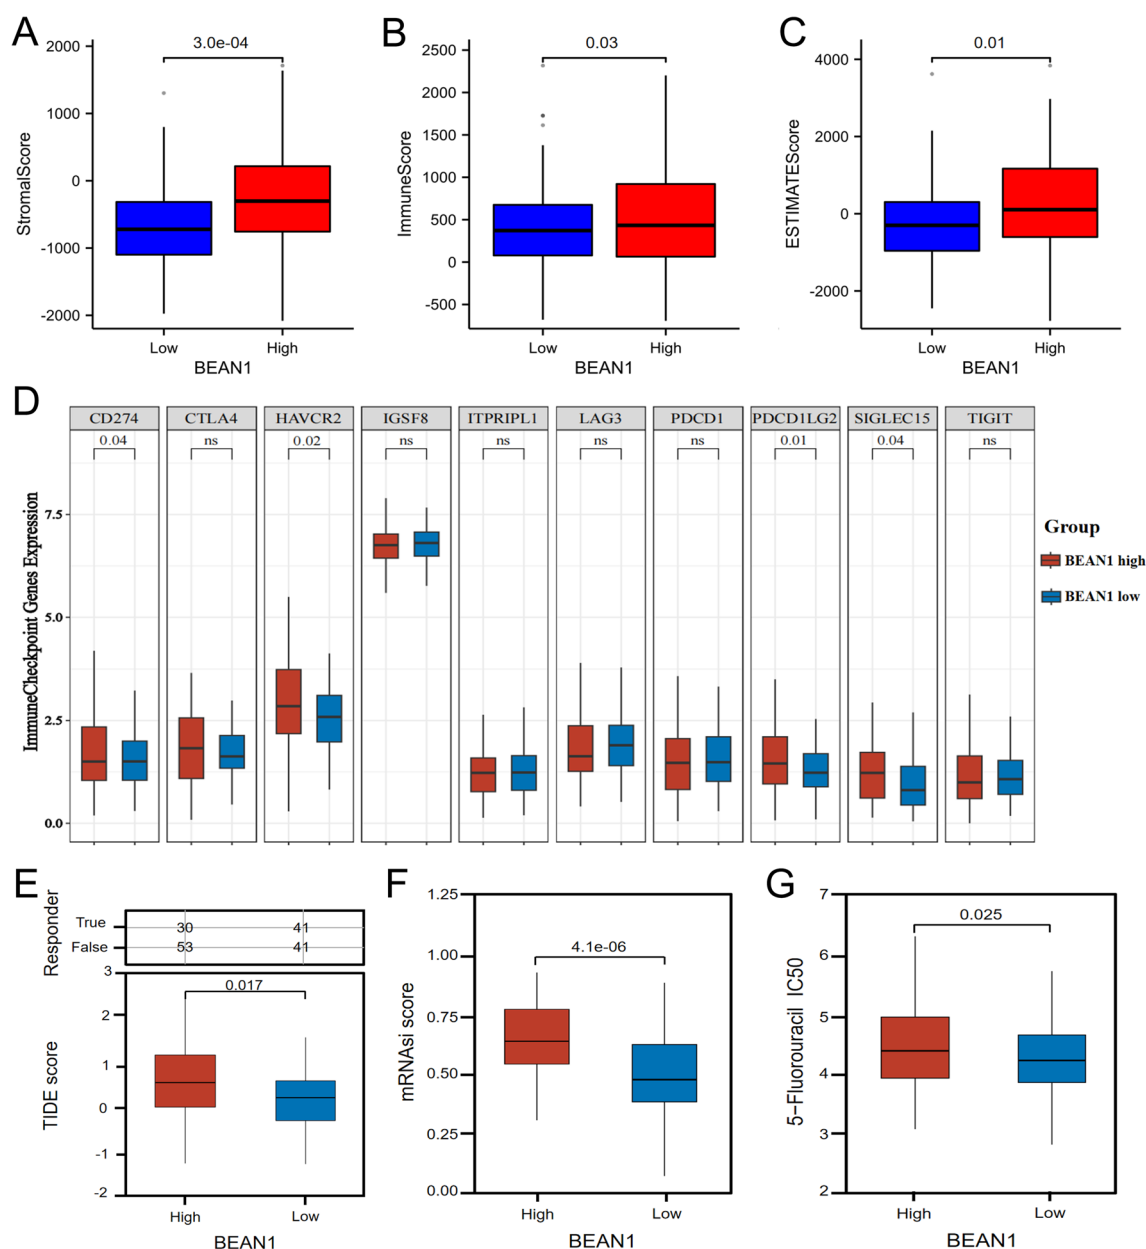 A
3.0e-04
2000
1000
0
-1000
-2000
StromalScore
Low High
BEAN1
B
0.03
2500
2000
1500
1000
500
0
-500
ImmuneScore
Low High
BEAN1
C
0.01
4000
2000
0
-2000
ESTIMATEScore
Low High
BEAN1
D
CD274 CTLA4 HAVCR2 IGSF8 ITPRIPL1 LAG3 PDCD1 PDCD1LG2 SIGLEC15 TIGIT
0.04 ns 0.02 ns ns ns ns 0.01 0.04 ns
7.5
5.0
2.5
0.0
ImmuneCheckpoint Genes Expression
Group
BEAN1 high
BEAN1 low
E
Responder
True 30 41
False 53 41
0.017
3
2
1
0
-1
-2
TIDE score
High Low
BEAN1
F
4.1e-06
1.25
1.00
0.75
0.50
0.25
0.00
mRNAsi score
High Low
BEAN1
G
0.025
7
6
5
4
3
2
5-Fluorouracil IC50
High Low
BEAN1